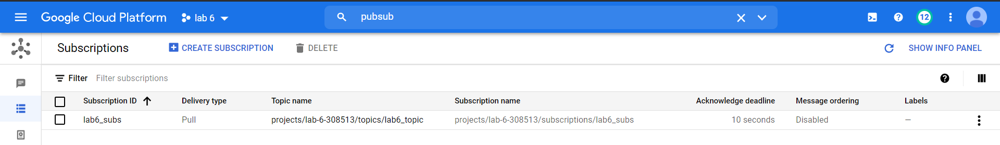 Google Cloud Platform lab 6 pubsub 12
Subscriptions CREATE SUBSCRIPTION DELETE SHOW INFO PANEL
Filter Filter subscriptions
Subscription ID Delivery type Topic name Subscription name Acknowledge deadline Message ordering Labels
lab6_subs Pull projects/lab-6-308513/topics/lab6_topic projects/lab-6-308513/subscriptions/lab6_subs 10 seconds Disabled —